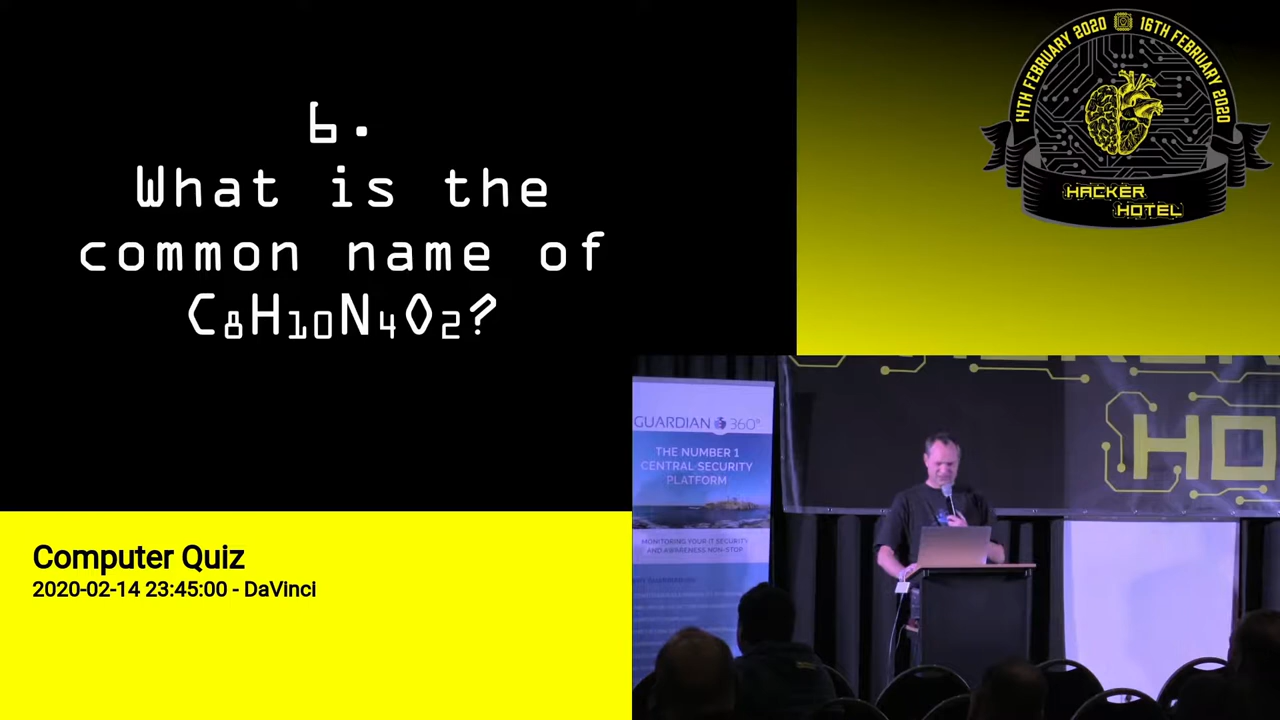 6.
What is the
common name of
C₈H₁₀N₄O₂?
14TH FEBRUARY 2020
16TH FEBRUARY 2020
HACKER
HOTEL
GUARDIAN 360°
THE NUMBER 1
CENTRAL SECURITY
PLATFORM
MONITORING YOUR IT SECURITY
AND AWARENESS NON-STOP
HO
Computer Quiz
2020-02-14 23:45:00 - DaVinci